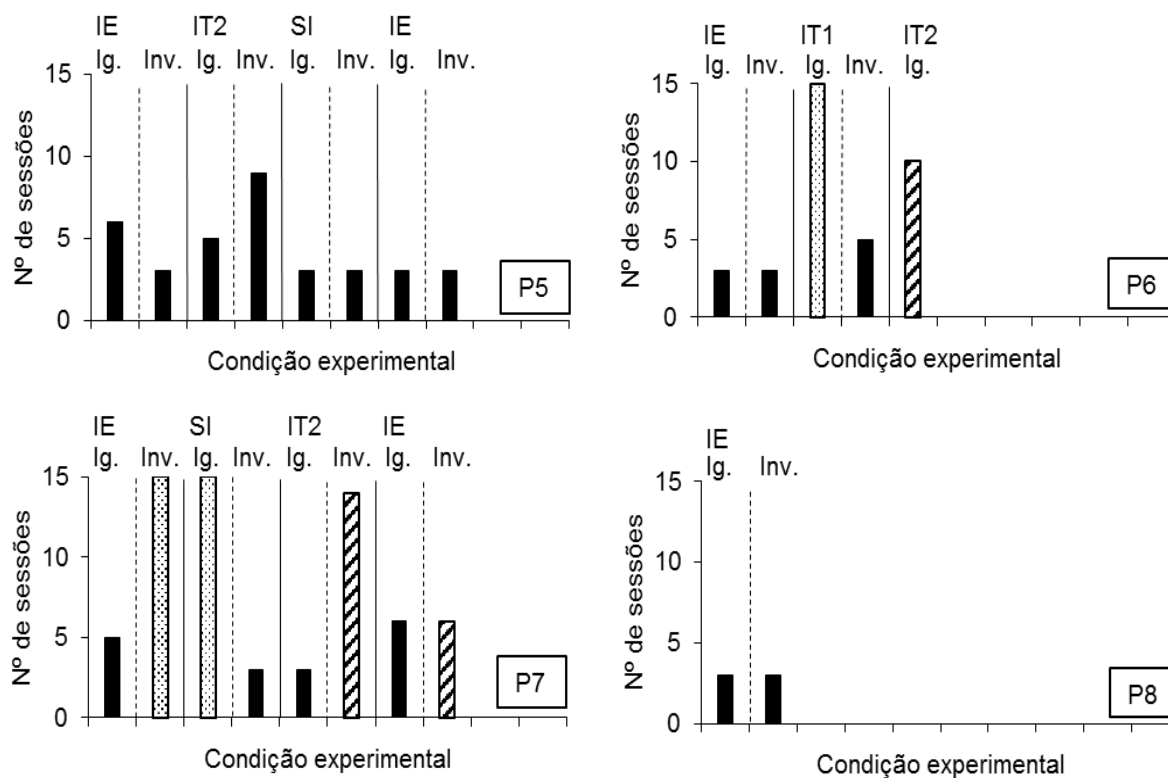 IE IT2 SI IE
Ig. Inv. Ig. Inv. Ig. Inv. Ig. Inv.
15
10
5
0
Nº de sessões
P5
Condição experimental
IE IT1 IT2
Ig. Inv. Ig. Inv. Ig.
15
10
5
0
Nº de sessões
P6
Condição experimental
IE SI IT2 IE
Ig. Inv. Ig. Inv. Ig. Inv. Ig. Inv.
15
10
5
0
Nº de sessões
P7
Condição experimental
IE
Ig. Inv.
15
10
5
0
Nº de sessões
P8
Condição experimental